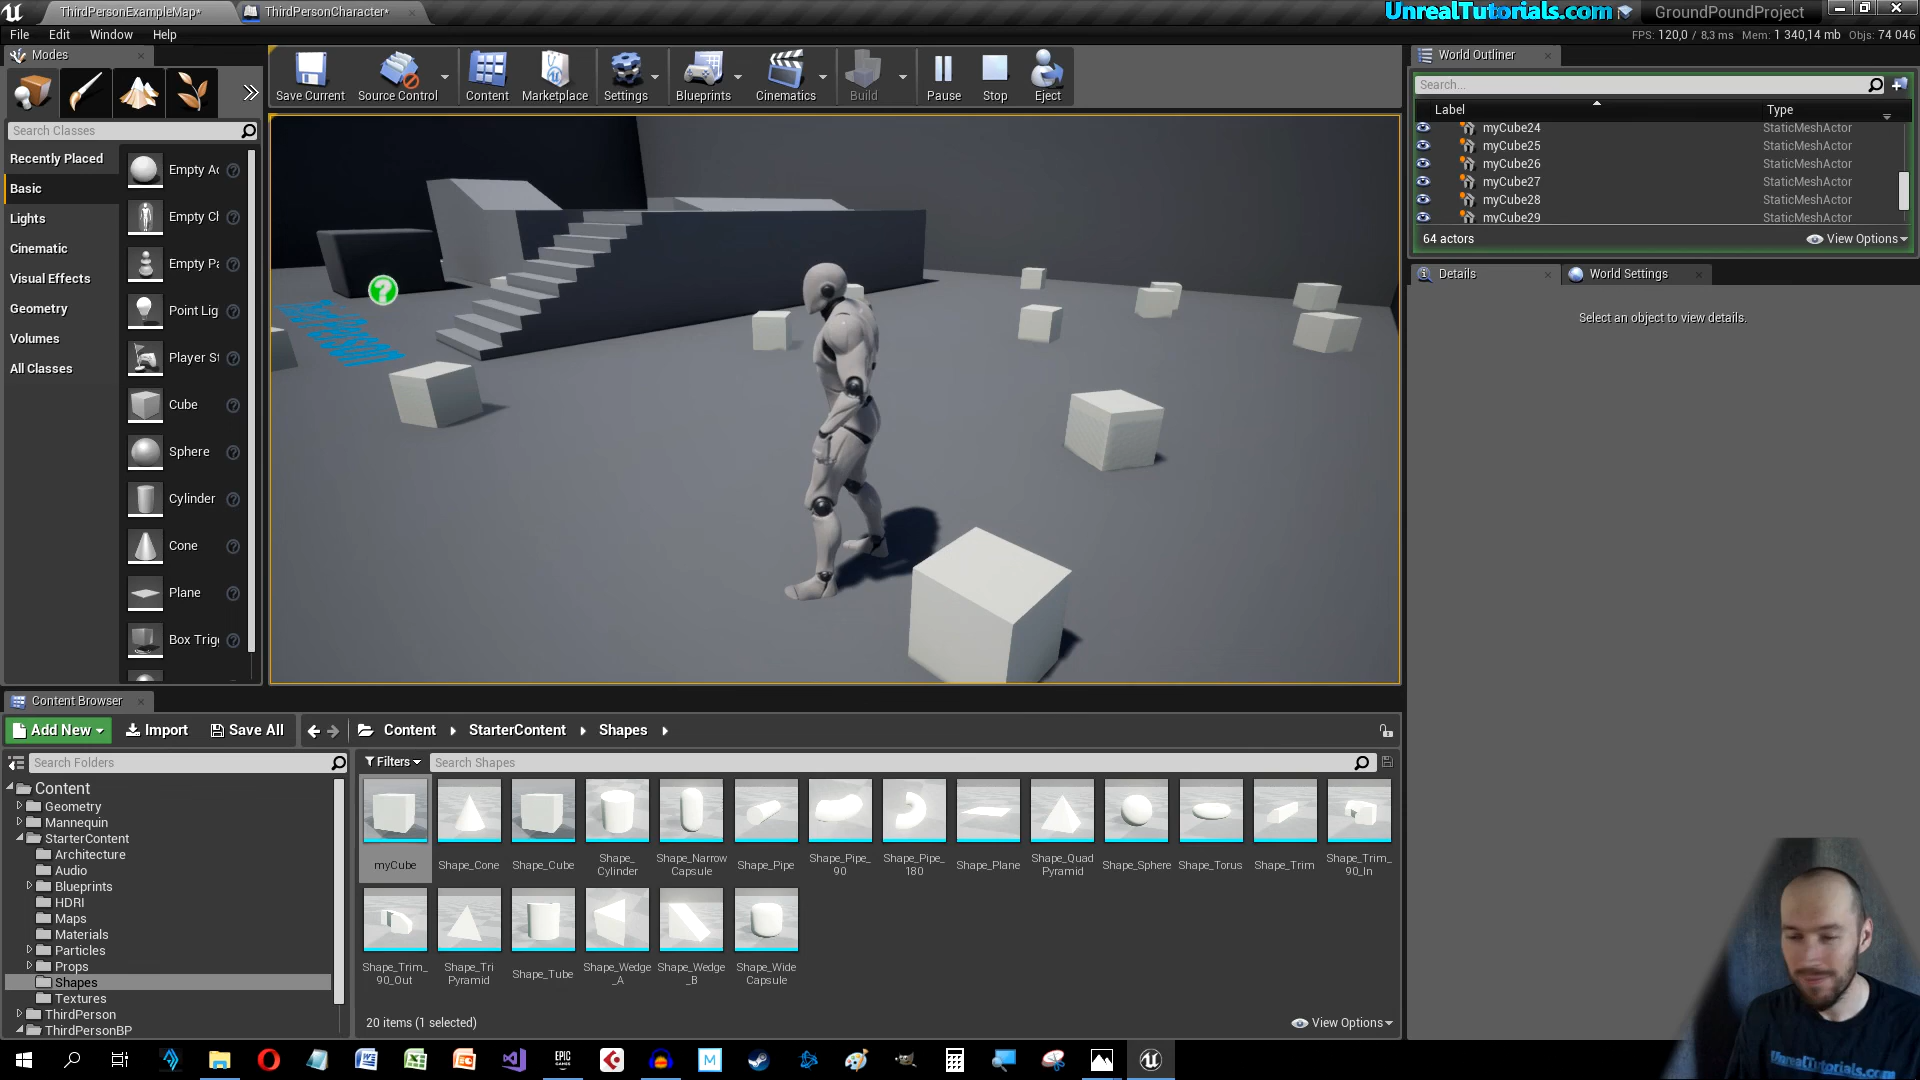 ThirdPersonExampleMap*
ThirdPersonCharacter*
UnrealTutorials.com
GroundPoundProject
File Edit Window Help
FPS: 120,0 / 8,3 ms Mem: 1 340,14 mb Objs: 74 046
Modes
Save Current
Source Control
Content
Marketplace
Settings
Blueprints
Cinematics
Build
Pause
Stop
Eject
World Outliner
Search...
Label Type
myCube24 StaticMeshActor
myCube25 StaticMeshActor
myCube26 StaticMeshActor
myCube27 StaticMeshActor
myCube28 StaticMeshActor
myCube29 StaticMeshActor
64 actors
View Options
Details
World Settings
Select an object to view details.
Search Classes
Recently Placed
Basic
Lights
Cinematic
Visual Effects
Geometry
Volumes
All Classes
Empty Ac
Empty Cl
Empty Pa
Point Lig
Player St
Cube
Sphere
Cylinder
Cone
Plane
Box Trigg
Content Browser
Add New
Import
Save All
Content
StarterContent
Shapes
Search Folders
Filters
Search Shapes
Content
Geometry
Mannequin
StarterContent
Architecture
Audio
Blueprints
HDRI
Maps
Materials
Particles
Props
Shapes
Textures
ThirdPerson
ThirdPersonBP
myCube
Shape_Cone
Shape_Cube
Shape_
Cylinder
Shape_Narrow
Capsule
Shape_Pipe
Shape_Pipe_
90
Shape_Pipe_
180
Shape_Plane
Shape_Quad
Pyramid
Shape_Sphere
Shape_Torus
Shape_Trim
Shape_Trim_
90_In
Shape_Trim_
90_Out
Shape_Tri
Pyramid
Shape_Tube
Shape_Wedge
_A
Shape_Wedge
_B
Shape_Wide
Capsule
20 items (1 selected)
View Options
EPIC
GAMES
UnrealTutorials.com